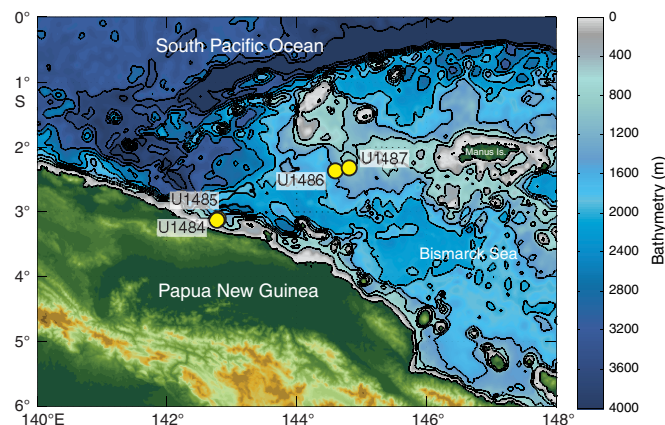 0°
1°
S
2°
3°
4°
5°
6°
140°E
142°
144°
146°
148°
South Pacific Ocean
Manus Is
U1487
U1486
U1485
U1484
Bismarck Sea
Papua New Guinea
0
400
800
1200
1600
2000
2400
2800
3200
3600
4000
Bathymetry (m)